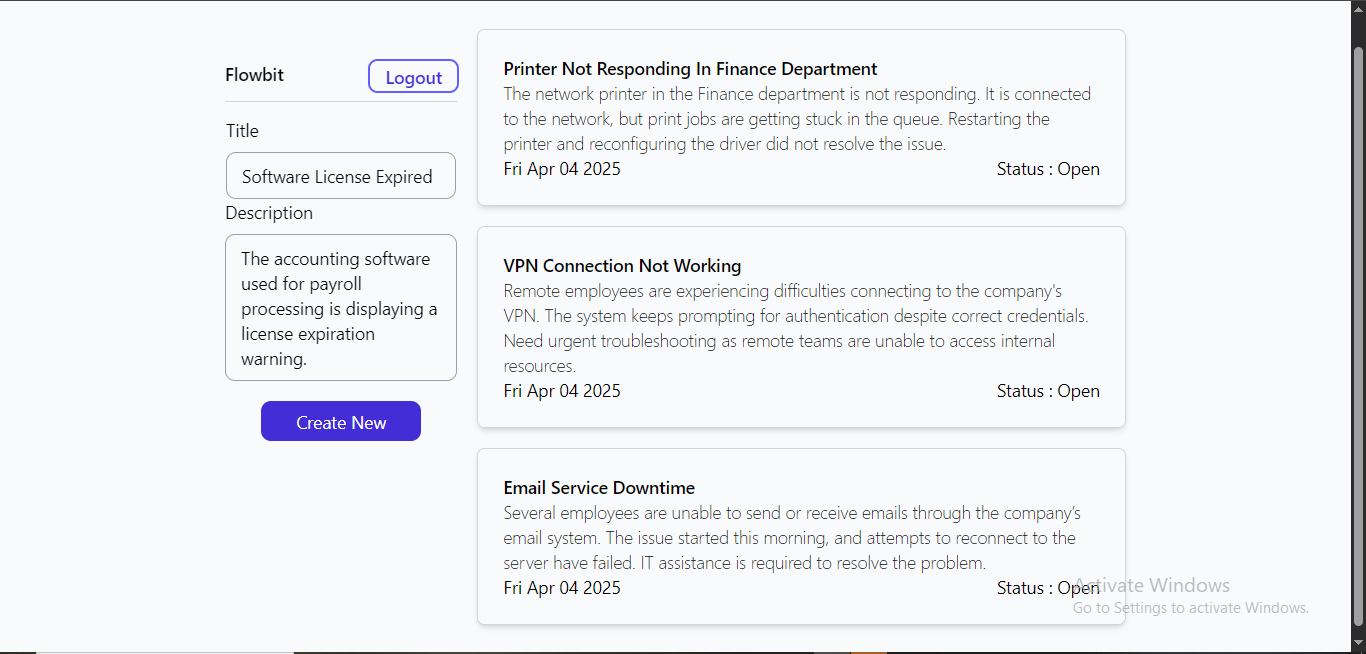 Flowbit
Logout
Title
Software License Expired
Description
The accounting software
used for payroll
processing is displaying a
license expiration
warning.
Create New
Printer Not Responding In Finance Department
The network printer in the Finance department is not responding. It is connected
to the network, but print jobs are getting stuck in the queue. Restarting the
printer and reconfiguring the driver did not resolve the issue.
Fri Apr 04 2025
Status : Open
VPN Connection Not Working
Remote employees are experiencing difficulties connecting to the company's
VPN. The system keeps prompting for authentication despite correct credentials.
Need urgent troubleshooting as remote teams are unable to access internal
resources.
Fri Apr 04 2025
Status : Open
Email Service Downtime
Several employees are unable to send or receive emails through the company’s
email system. The issue started this morning, and attempts to reconnect to the
server have failed. IT assistance is required to resolve the problem.
Fri Apr 04 2025
Status : Open
Activate Windows
Go to Settings to activate Windows.